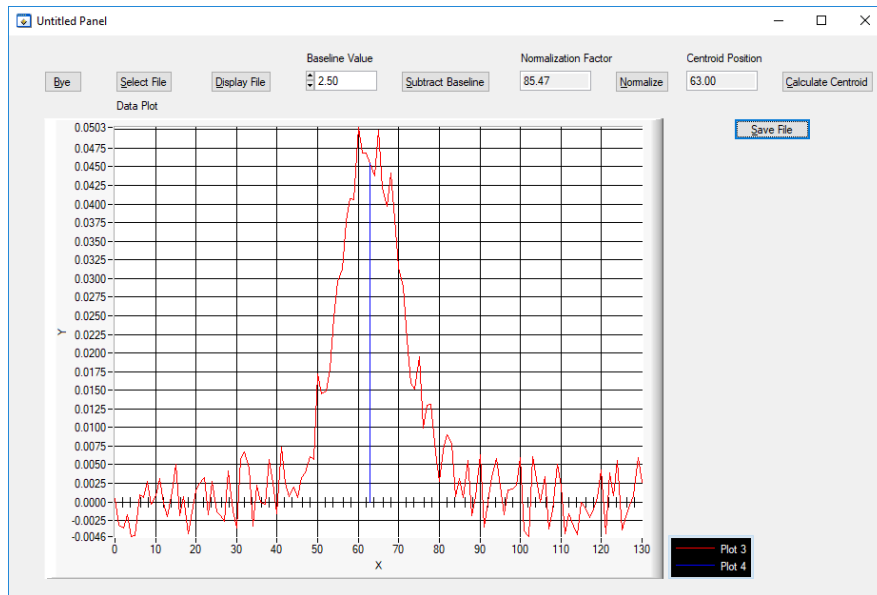 Untitled Panel
Baseline Value Normalization Factor Centroid Position
Bye Select File Display File 2.50 Subtract Baseline 85.47 Normalize 63.00 Calculate Centroid
Data Plot
Save File
0.0503
0.0475
0.0450
0.0425
0.0400
0.0375
0.0350
0.0325
0.0300
0.0275
0.0250
0.0225
0.0200
0.0175
0.0150
0.0125
0.0100
0.0075
0.0050
0.0025
0.0000
-0.0025
-0.0046
Y
0 10 20 30 40 50 60 70 80 90 100 110 120 130
X
Plot 3
Plot 4